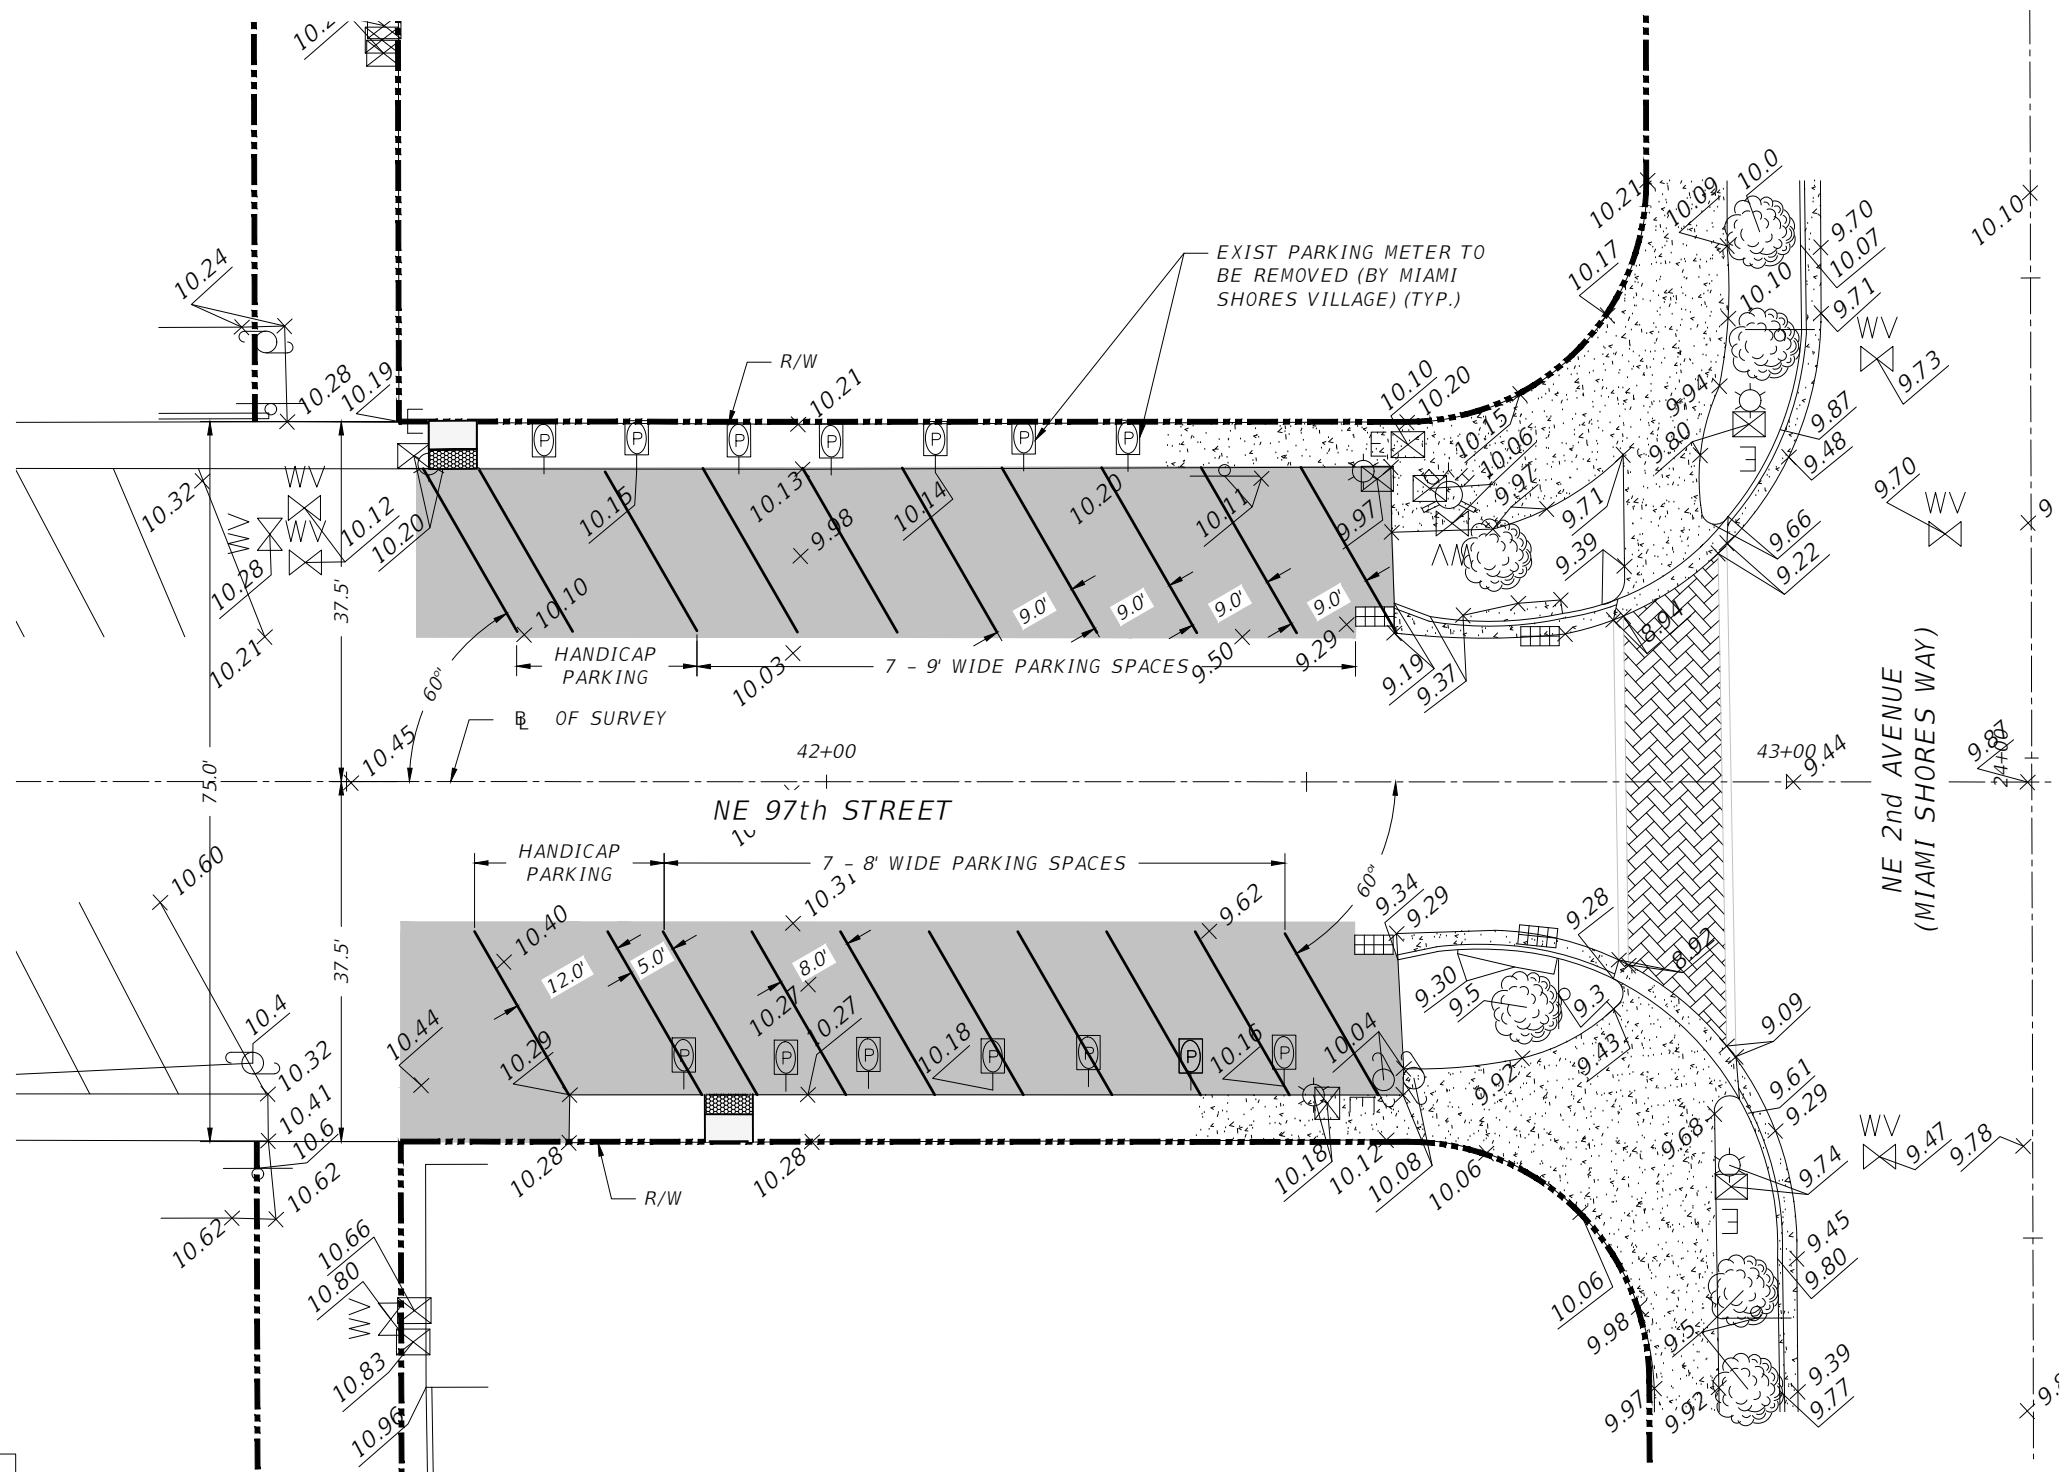 10.0
10.09
10.21
10.10
9.70
10.07
10.24
10.17
EXIST PARKING METER TO
BE REMOVED (BY MIAMI
SHORES VILLAGE) (TYP.)
10.10
9.71
WV
9.73
R/W
10.28
10.19
10.21
10.10
10.20
9.94
9.87
E
10.15
9.80
E
9.48
P
P
P
P
P
P
P
10.06
9.97
9.70
WV
10.32
WV
WV
WV
10.12
10.20
10.15
10.13
9.98
10.14
10.20
10.11
9.97
9.71
9.66
9
10.28
37.5'
WV
9.39
9.22
10.10
9.0'
9.0'
9.0'
9.0'
8.94
10.21
HANDICAP
PARKING
60°
10.03
7 - 9' WIDE PARKING SPACES
9.50
9.29
9.19
9.37
BL OF SURVEY
10.45
75.0'
42+00
43+00
9.44
9.87
24+00
NE 97th STREET
NE 2nd AVENUE
(MIAMI SHORES WAY)
10.60
HANDICAP
PARKING
7 - 8' WIDE PARKING SPACES
60°
10.31
9.62
9.34
9.29
9.28
37.5'
10.40
12.0'
5.0'
8.0'
8.92
9.30
9.5
9.3
10.27
10.27
10.4
10.44
10.29
10.18
10.16
10.04
9.09
9.43
9.92
P
P
P
P
P
P
P
10.32
10.41
10.6
9.61
9.29
E
9.68
WV
9.47
9.78
10.28
10.28
10.18
10.12
10.08
10.06
9.74
10.62
10.62
R/W
E
9.45
9.80
10.66
10.80
WV
10.06
9.98
9.5
10.83
9.39
9.77
9.97
9.92
10.96